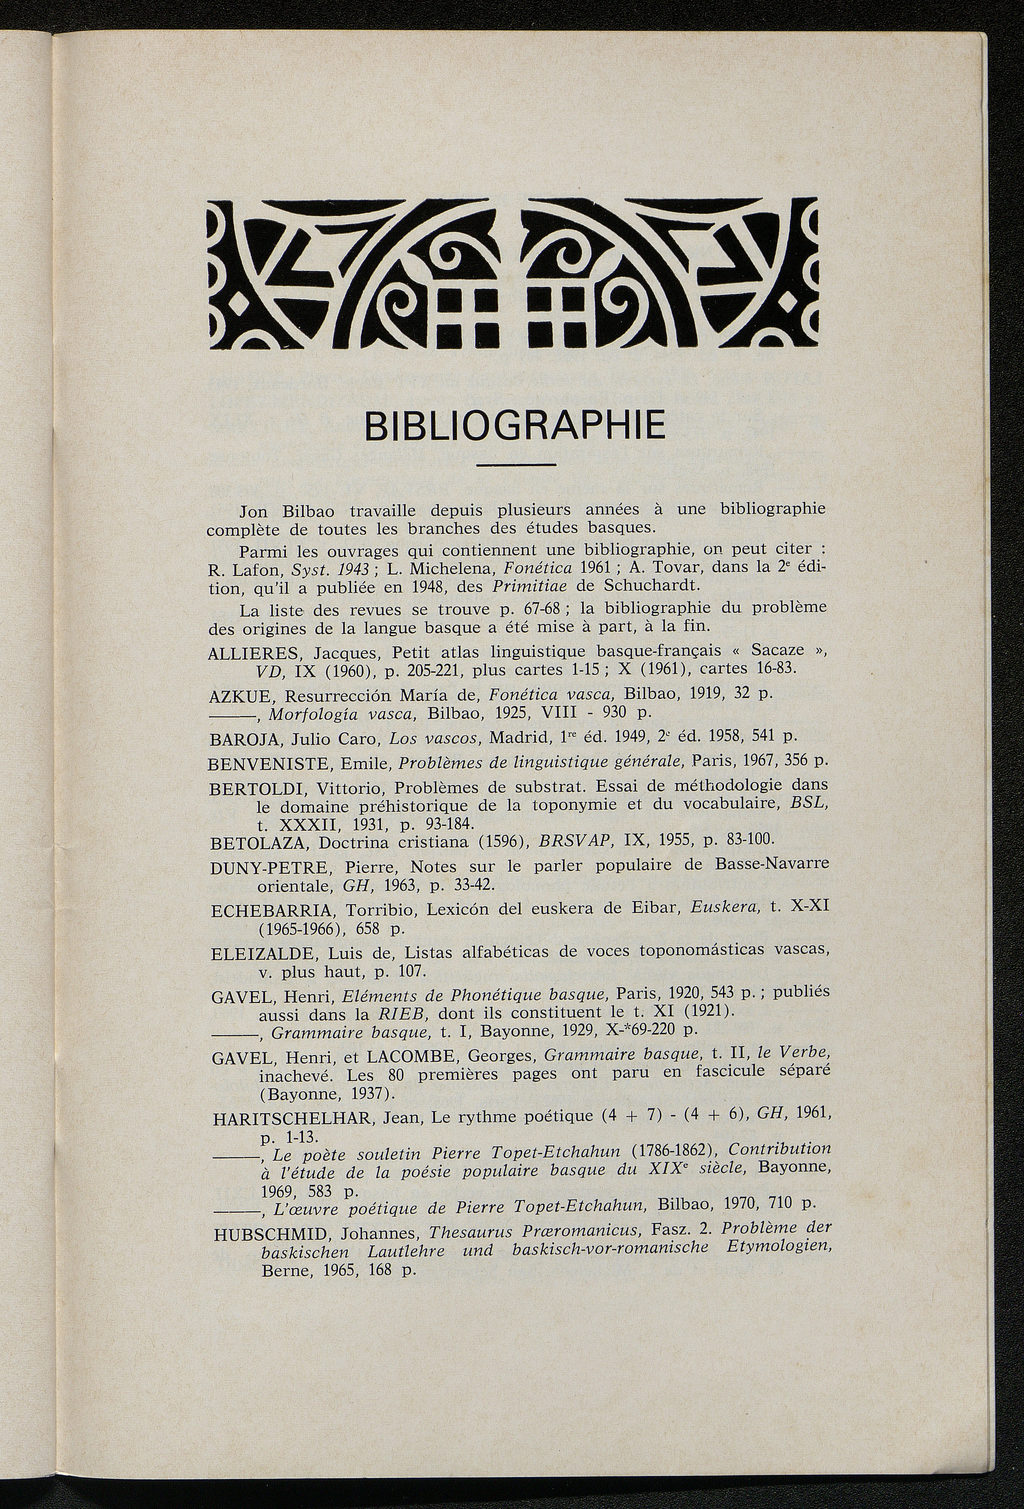 BIBLIOGRAPHIE
Jon Bilbao travaille depuis plusieurs années à une bibliographie
complète de toutes les branches des études basques.
Parmi les ouvrages qui contiennent une bibliographie, on peut citer :
R. Lafon, Syst. 1943 ; L. Michelena, Fonética 1961 ; A. Tovar, dans la 2e édi-
tion, qu'il a publiée en 1948, des Primitiae de Schuchardt.
La liste des revues se trouve p. 67-68 ; la bibliographie du problème
des origines de la langue basque a été mise à part, à la fin.
ALLIERES, Jacques, Petit atlas linguistique basque-français « Sacaze »,
VD, IX (1960), p. 205-221, plus cartes 1-15 ; X (1961), cartes 16-83.
AZKUE, Resurrección María de, Fonética vasca, Bilbao, 1919, 32 p.
———, Morfología vasca, Bilbao, 1925, VIII - 930 p.
BAROJA, Julio Caro, Los vascos, Madrid, 1re éd. 1949, 2e éd. 1958, 541 p.
BENVENISTE, Emile, Problèmes de linguistique générale, Paris, 1967, 356 p.
BERTOLDI, Vittorio, Problèmes de substrat. Essai de méthodologie dans
le domaine préhistorique de la toponymie et du vocabulaire, BSL,
t. XXXII, 1931, p. 93-184.
BETOLAZA, Doctrina cristiana (1596), BRSVAP, IX, 1955, p. 83-100.
DUNY-PETRE, Pierre, Notes sur le parler populaire de Basse-Navarre
orientale, GH, 1963, p. 33-42.
ECHEBARRIA, Torribio, Lexicón del euskera de Eibar, Euskera, t. X-XI
(1965-1966), 658 p.
ELEIZALDE, Luis de, Listas alfabéticas de voces toponomásticas vascas,
v. plus haut, p. 107.
GAVEL, Henri, Eléments de Phonétique basque, Paris, 1920, 543 p. ; publiés
aussi dans la RIEB, dont ils constituent le t. XI (1921).
———, Grammaire basque, t. I, Bayonne, 1929, X-*69-220 p.
GAVEL, Henri, et LACOMBE, Georges, Grammaire basque, t. II, le Verbe,
inachevé. Les 80 premières pages ont paru en fascicule séparé
(Bayonne, 1937).
HARITSCHELHAR, Jean, Le rythme poétique (4 + 7) - (4 + 6), GH, 1961,
p. 1-13.
———, Le poète souletin Pierre Topet-Etchahun (1786-1862), Contribution
à l'étude de la poésie populaire basque du XIXe siècle, Bayonne,
1969, 583 p.
———, L'œuvre poétique de Pierre Topet-Etchahun, Bilbao, 1970, 710 p.
HUBSCHMID, Johannes, Thesaurus Præromanicus, Fasz. 2. Problème der
baskischen Lautlehre und baskisch-vor-romanische Etymologien,
Berne, 1965, 168 p.